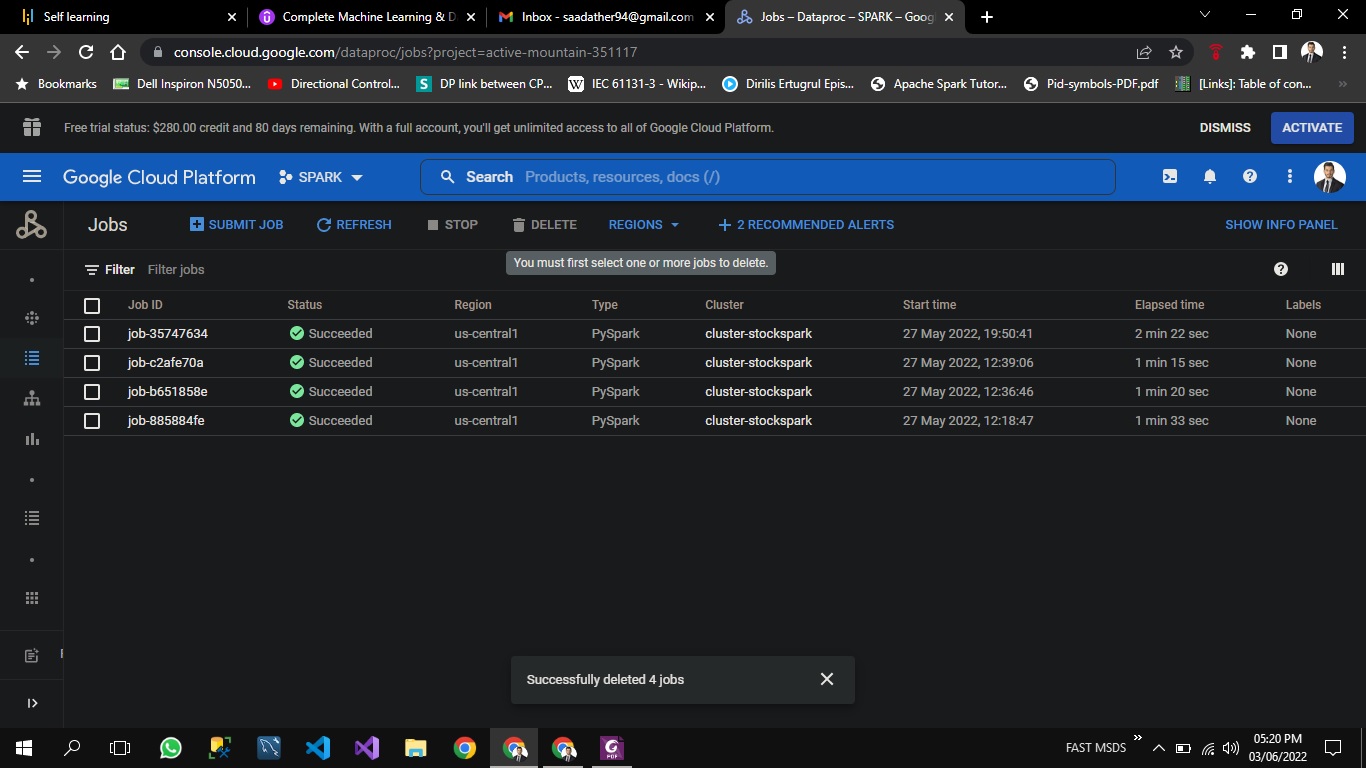 Self learning
Complete Machine Learning & D
Inbox - saadather94@gmail.com
Jobs – Dataproc – SPARK – Goog
console.cloud.google.com/dataproc/jobs?project=active-mountain-351117
Bookmarks
Dell Inspiron N5050...
Directional Control...
S DP link between CP...
W IEC 61131-3 - Wikip...
Dirilis Ertugrul Epis...
Apache Spark Tutor...
Pid-symbols-PDF.pdf
[Links]: Table of con...
»
Free trial status: $280.00 credit and 80 days remaining. With a full account, you'll get unlimited access to all of Google Cloud Platform.
DISMISS
ACTIVATE
Google Cloud Platform
SPARK
Search Products, resources, docs (/)
Jobs
SUBMIT JOB
REFRESH
STOP
DELETE
REGIONS
2 RECOMMENDED ALERTS
SHOW INFO PANEL
Filter Filter jobs
You must first select one or more jobs to delete.
Job ID Status Region Type Cluster Start time Elapsed time Labels
job-35747634 Succeeded us-central1 PySpark cluster-stockspark 27 May 2022, 19:50:41 2 min 22 sec None
job-c2afe70a Succeeded us-central1 PySpark cluster-stockspark 27 May 2022, 12:39:06 1 min 15 sec None
job-b651858e Succeeded us-central1 PySpark cluster-stockspark 27 May 2022, 12:36:46 1 min 20 sec None
job-885884fe Succeeded us-central1 PySpark cluster-stockspark 27 May 2022, 12:18:47 1 min 33 sec None
Successfully deleted 4 jobs
PDF
FAST MSDS
»
05:20 PM
03/06/2022